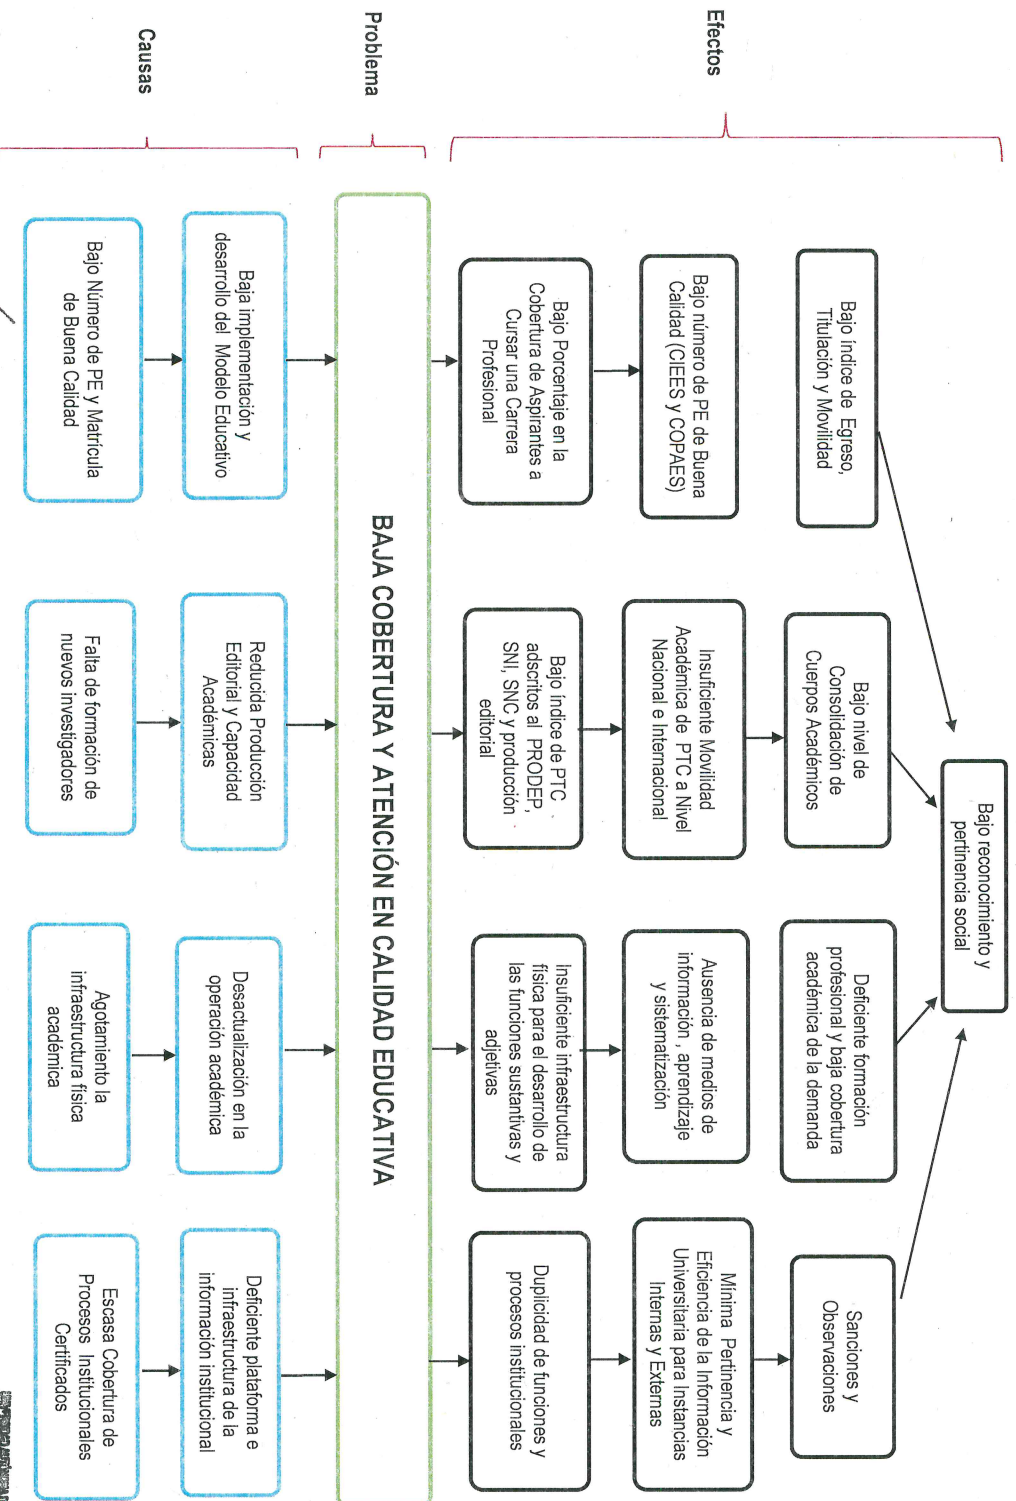 Efectos
Bajo reconocimiento y
pertinencia social
Bajo índice de Egreso,
Titulación y Movilidad
Bajo nivel de
Consolidación de
Cuerpos Académicos
Deficiente formación
profesional y baja cobertura
académica de la demanda
Sanciones y
Observaciones
Bajo número de PE de Buena
Calidad (CIEES y COPAES)
Insuficiente Movilidad
Académica de PTC a Nivel
Nacional e Internacional
Ausencia de medios de
información , aprendizaje
y sistematización
Mínima Pertinencia y
Eficiencia de la Información
Universitaria para Instancias
Internas y Externas
Bajo Porcentaje en la
Cobertura de Aspirantes a
Cursar una Carrera
Profesional
Bajo índice de PTC
adscritos al PRODEP,
SNI, SNC y producción
editorial
Insuficiente infraestructura
física para el desarrollo de
las funciones sustantivas y
adjetivas
Duplicidad de funciones y
procesos institucionales
Problema
BAJA COBERTURA Y ATENCIÓN EN CALIDAD EDUCATIVA
Causas
Baja implementación y
desarrollo del Modelo Educativo
Reducida Producción
Editorial y Capacidad
Académicas
Desactualización en la
operación académica
Deficiente plataforma e
infraestructura de la
información institucional
Bajo Número de PE y Matrícula
de Buena Calidad
Falta de formación de
nuevos investigadores
Agotamiento la
infraestructura física
académica
Escasa Cobertura de
Procesos Institucionales
Certificados